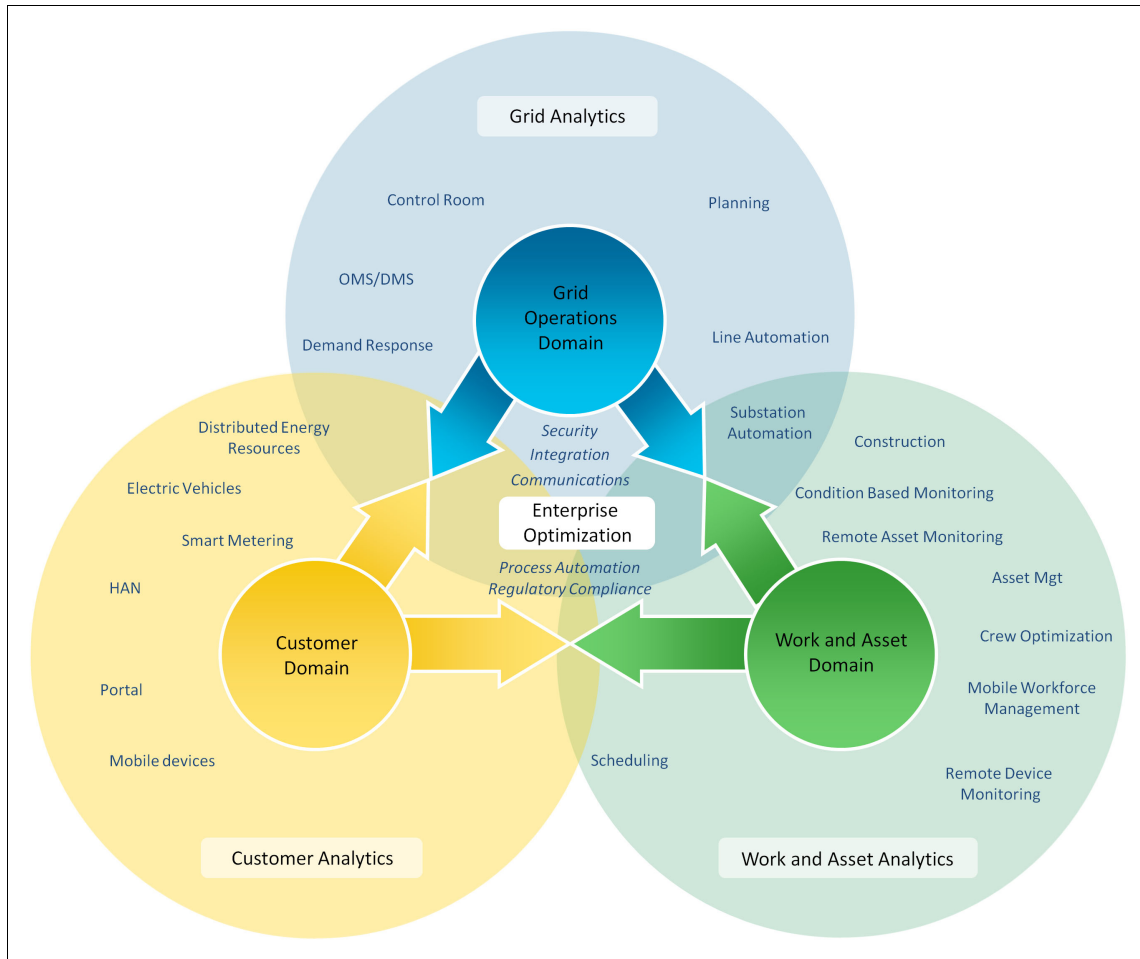 Grid Analytics
Control Room
Planning
OMS/DMS
Grid
Operations
Domain
Demand Response
Line Automation
Substation
Automation
Distributed Energy
Resources
Security
Integration
Communications
Construction
Electric Vehicles
Condition Based Monitoring
Enterprise
Optimization
Smart Metering
Remote Asset Monitoring
Process Automation
Regulatory Compliance
HAN
Asset Mgt
Customer
Domain
Work and Asset
Domain
Crew Optimization
Portal
Mobile Workforce
Management
Mobile devices
Scheduling
Remote Device
Monitoring
Customer Analytics
Work and Asset Analytics